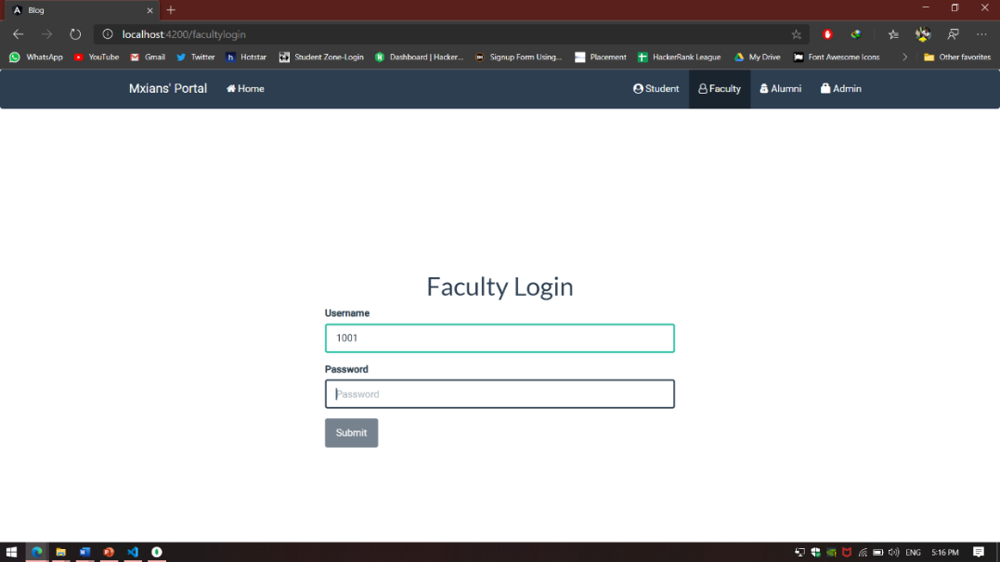 Blog
localhost:4200/facultylogin
WhatsApp YouTube Gmail Twitter Hotstar Student Zone-Login Dashboard | Hacker... Signup Form Using... Placement HackerRank League My Drive Font Awesome Icons Other favorites
Mxians' Portal Home Student Faculty Alumni Admin
Faculty Login
Username
1001
Password
Password
Submit
ENG 5:16 PM